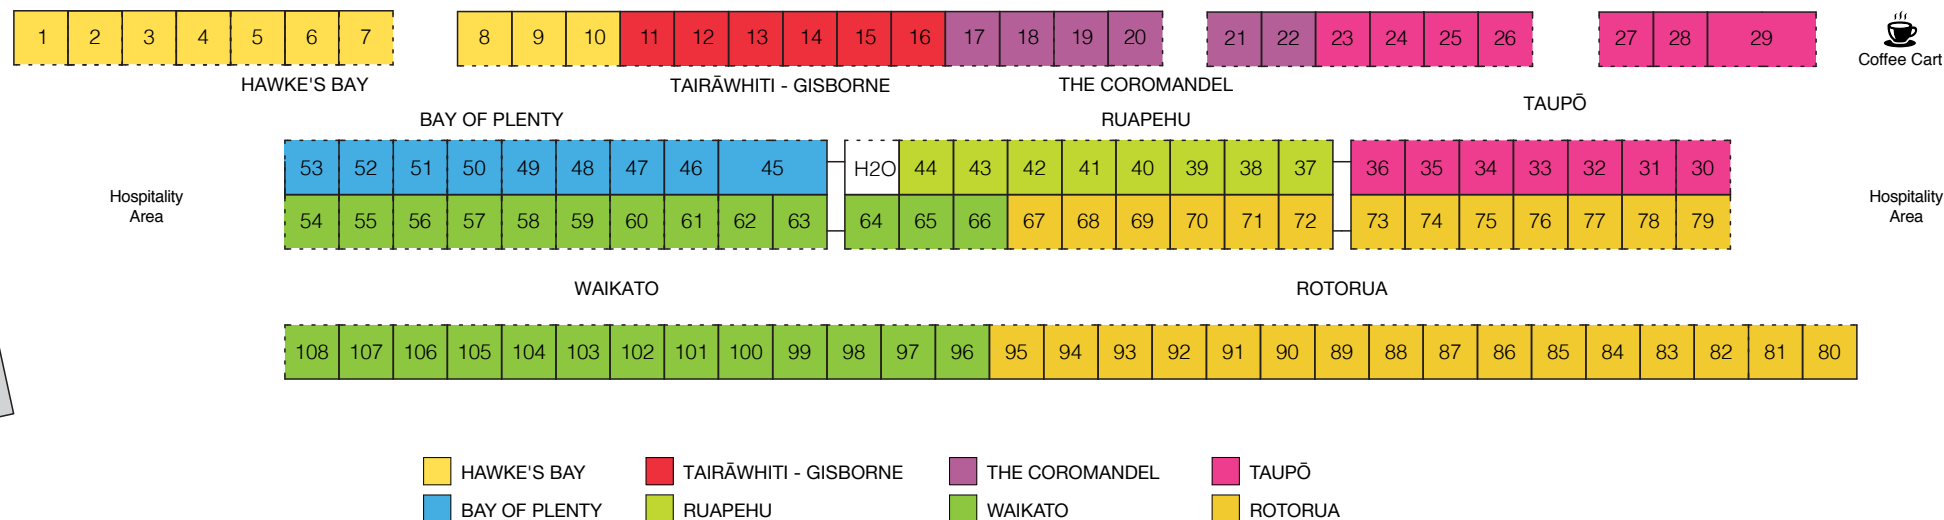 1 2 3 4 5 6 7 8 9 10 11 12 13 14 15 16 17 18 19 20 21 22 23 24 25 26 27 28 29
Coffee Cart
HAWKE'S BAY TAIRĀWHITI - GISBORNE THE COROMANDEL
TAUPŌ
BAY OF PLENTY RUAPEHU
53 52 51 50 49 48 47 46 45 H2O 44 43 42 41 40 39 38 37 36 35 34 33 32 31 30
Hospitality
Area
Hospitality
Area
54 55 56 57 58 59 60 61 62 63 64 65 66 67 68 69 70 71 72 73 74 75 76 77 78 79
WAIKATO ROTORUA
108 107 106 105 104 103 102 101 100 99 98 97 96 95 94 93 92 91 90 89 88 87 86 85 84 83 82 81 80
HAWKE'S BAY TAIRĀWHITI - GISBORNE THE COROMANDEL TAUPŌ
BAY OF PLENTY RUAPEHU WAIKATO ROTORUA